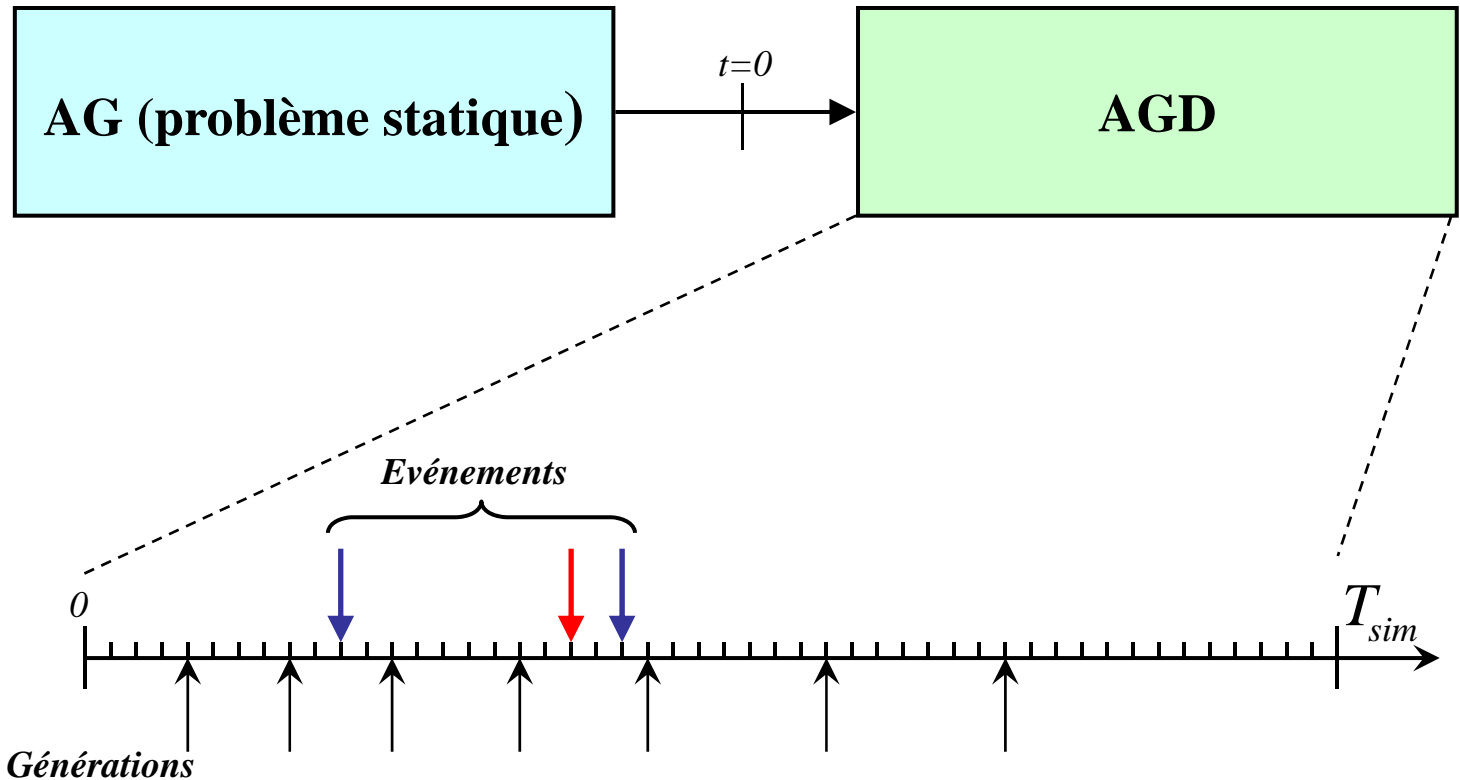 AG (problème statique)
t=0
AGD
Evénements
0
T_sim
Générations